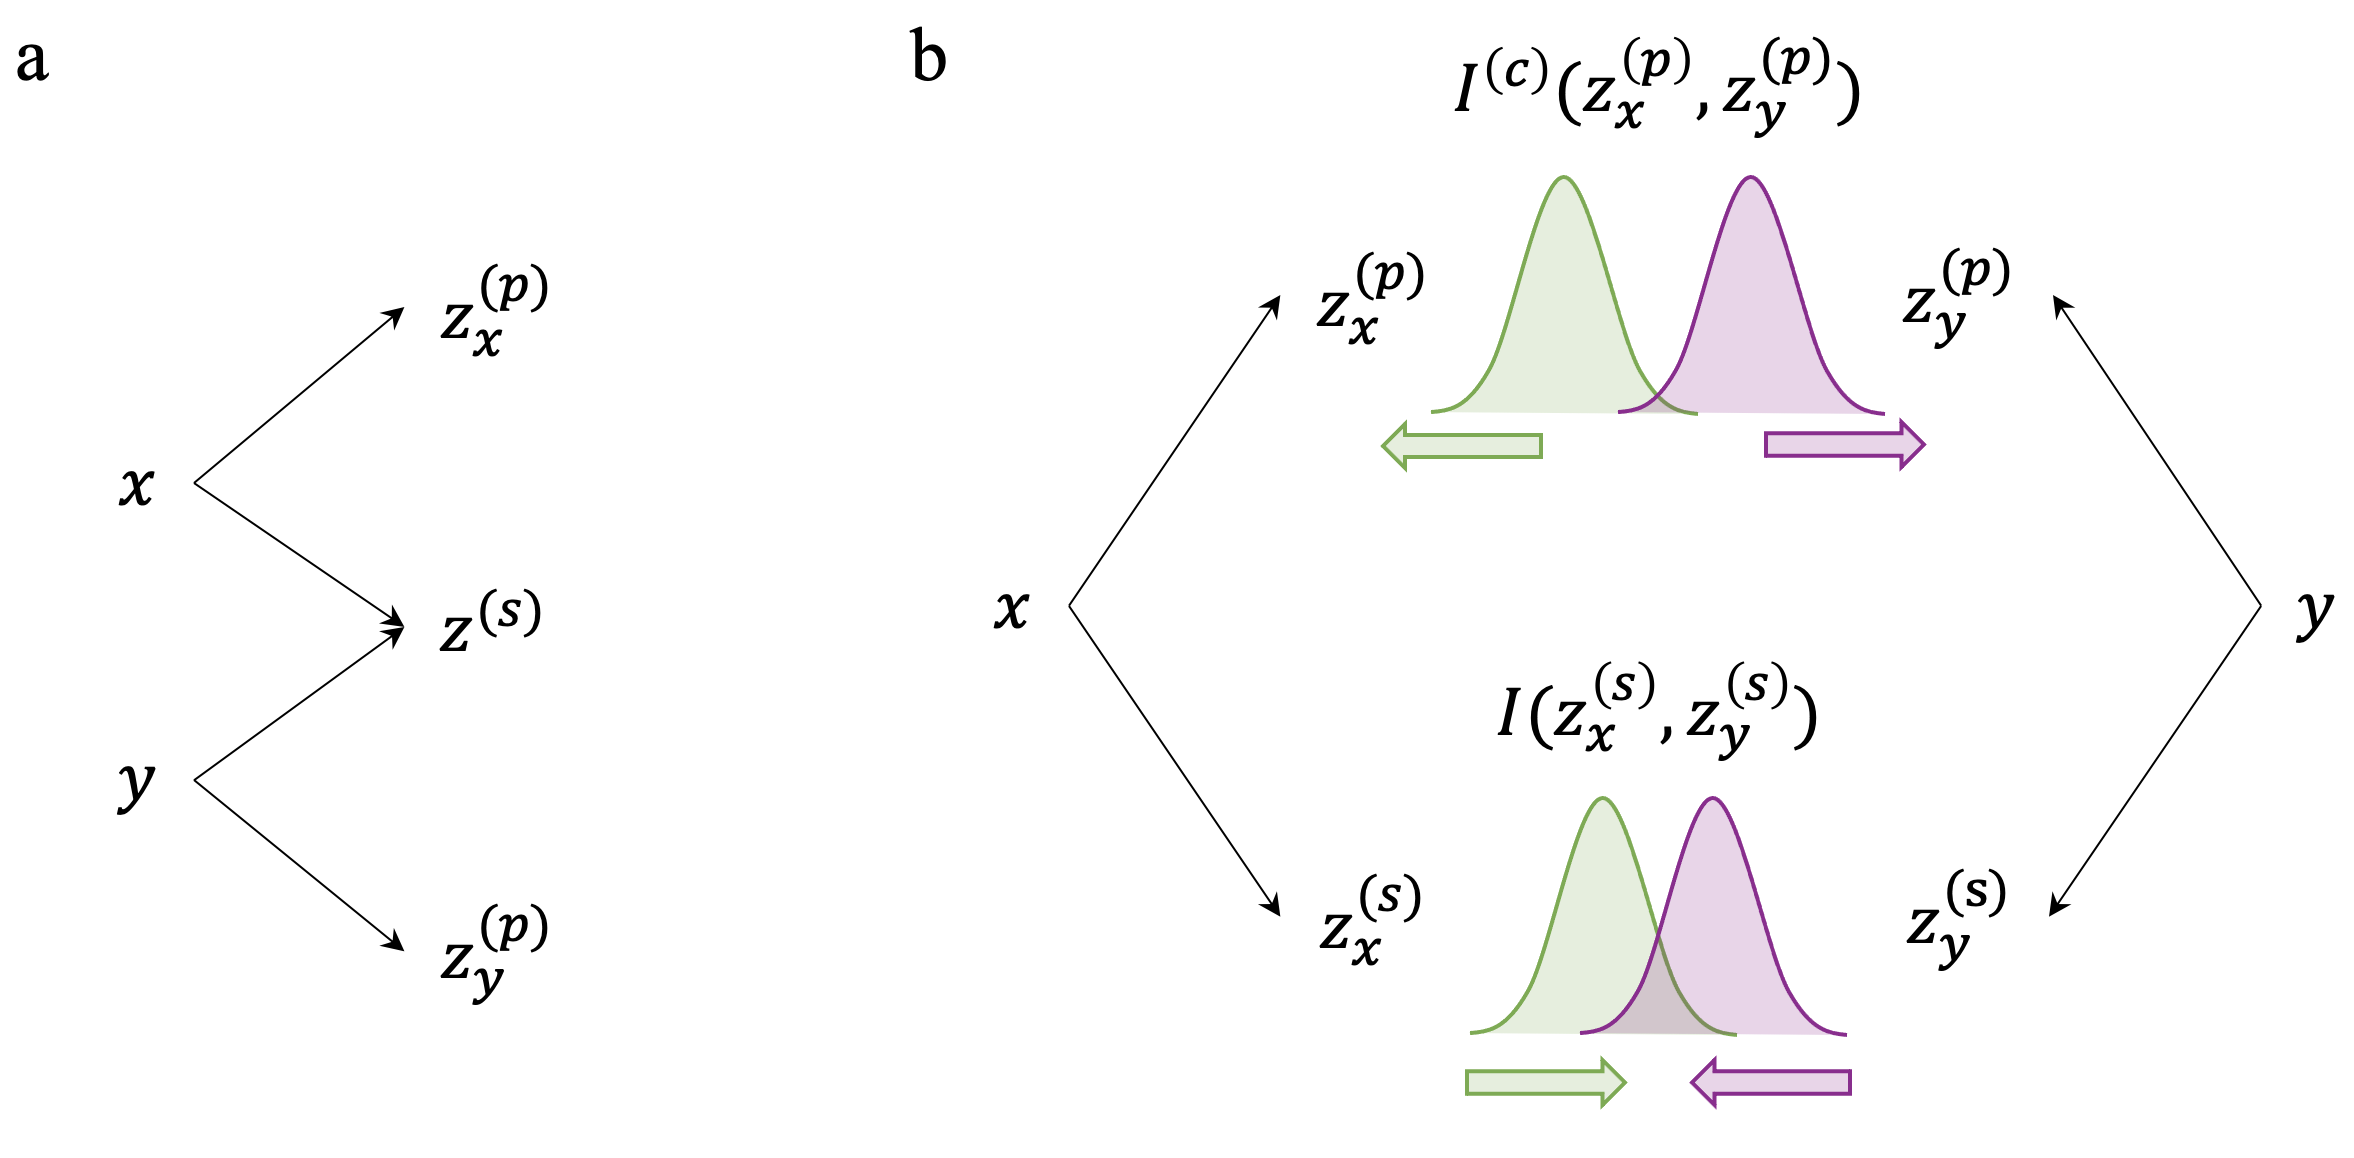 a
z_x^{(p)}
x
z^{(s)}
y
z_y^{(p)}
b
I^{(c)}(z_x^{(p)}, z_y^{(p)})
z_x^{(p)} z_y^{(p)}
x y
I(z_x^{(s)}, z_y^{(s)})
z_x^{(s)} z_y^{(s)}